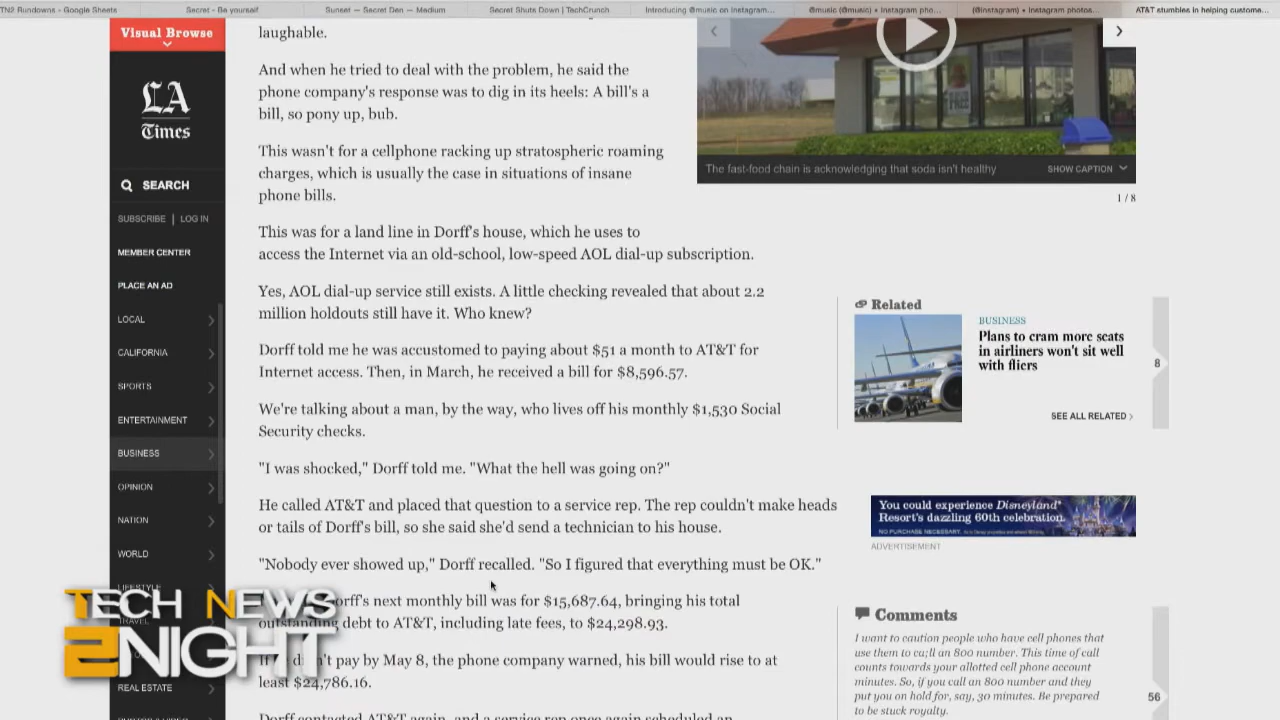 TN2 Rundowns > Google Sheets
Secret - Be yourself
Sunset — Secret Den — Medium
Secret Shuts Down | TechCrunch
Introducing @music on Instagram...
@music (@music) • Instagram pho...
(@instagram) • Instagram photos...
AT&T stumbles in helping custome...
Visual Browse
LA
Times
SEARCH
SUBSCRIBE | LOG IN
MEMBER CENTER
PLACE AN AD
LOCAL
CALIFORNIA
SPORTS
ENTERTAINMENT
BUSINESS
OPINION
NATION
WORLD
LIFESTYLE
TRAVEL
REAL ESTATE
laughable.
And when he tried to deal with the problem, he said the
phone company's response was to dig in its heels: A bill's a
bill, so pony up, bub.
This wasn't for a cellphone racking up stratospheric roaming
charges, which is usually the case in situations of insane
phone bills.
This was for a land line in Dorff's house, which he uses to
access the Internet via an old-school, low-speed AOL dial-up subscription.
Yes, AOL dial-up service still exists. A little checking revealed that about 2.2
million holdouts still have it. Who knew?
Dorff told me he was accustomed to paying about $51 a month to AT&T for
Internet access. Then, in March, he received a bill for $8,596.57.
We're talking about a man, by the way, who lives off his monthly $1,530 Social
Security checks.
"I was shocked," Dorff told me. "What the hell was going on?"
He called AT&T and placed that question to a service rep. The rep couldn't make heads
or tails of Dorff's bill, so she said she'd send a technician to his house.
"Nobody ever showed up," Dorff recalled. "So I figured that everything must be OK."
orff's next monthly bill was for $15,687.64, bringing his total
outstanding debt to AT&T, including late fees, to $24,298.93.
pay by May 8, the phone company warned, his bill would rise to at
least $24,786.16.
Dorff contacted AT&T again, and a service rep once again scheduled an
The fast-food chain is acknowledging that soda isn't healthy
SHOW CAPTION
1 / 8
Related
BUSINESS
Plans to cram more seats
in airliners won't sit well
with fliers
8
SEE ALL RELATED
You could experience Disneyland®
Resort's dazzling 60th celebration.
NO PURCHASE NECESSARY.
ADVERTISEMENT
Comments
I want to caution people who have cell phones that
use them to ca;ll an 800 number. This time of call
counts towards your allotted cell phone account
minutes. So, if you call an 800 number and they
put you on hold for, say, 30 minutes. Be prepared
to be stuck royalty.
56
TECH NEWS
2NIGHT